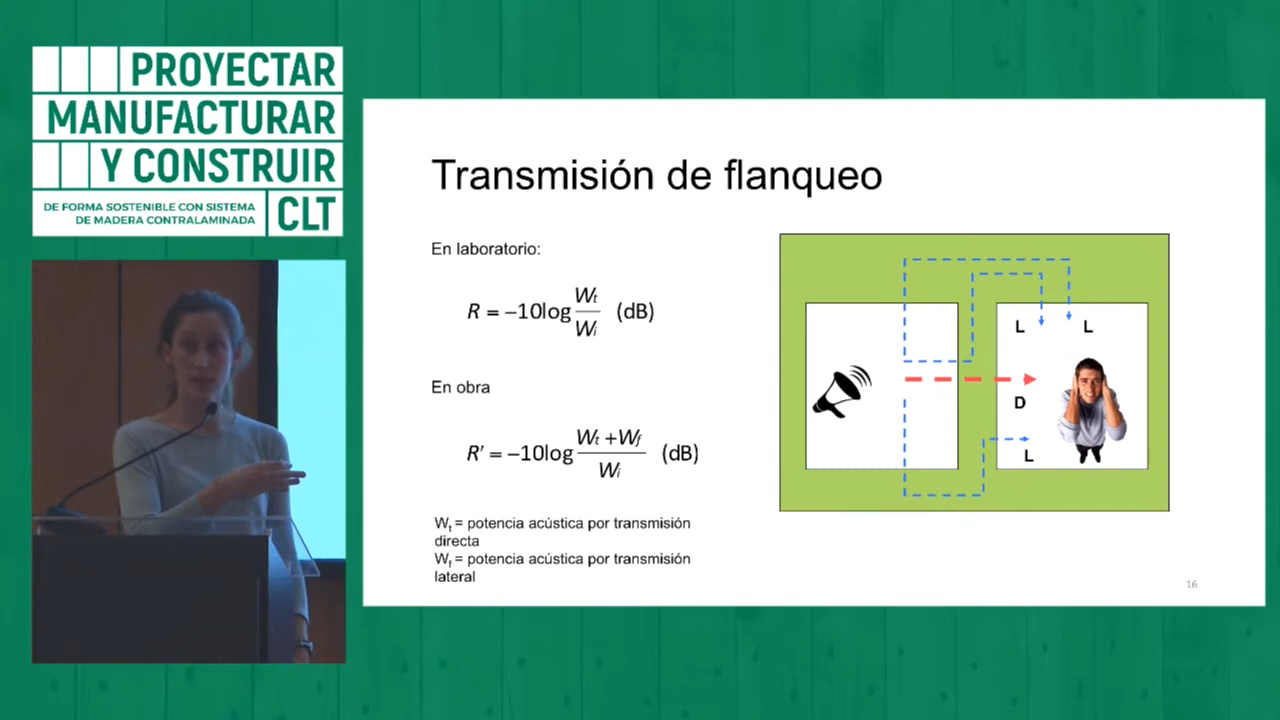 PROYECTAR
MANUFACTURAR
Y CONSTRUIR
DE FORMA SOSTENIBLE CON SISTEMA
DE MADERA CONTRALAMINADA
CLT
Transmisión de flanqueo
En laboratorio:
R = −10log Wt/Wi (dB)
En obra
R' = −10log (Wt + Wf)/Wi (dB)
Wt = potencia acústica por transmisión
directa
Wf = potencia acústica por transmisión
lateral
L L
D
L
16